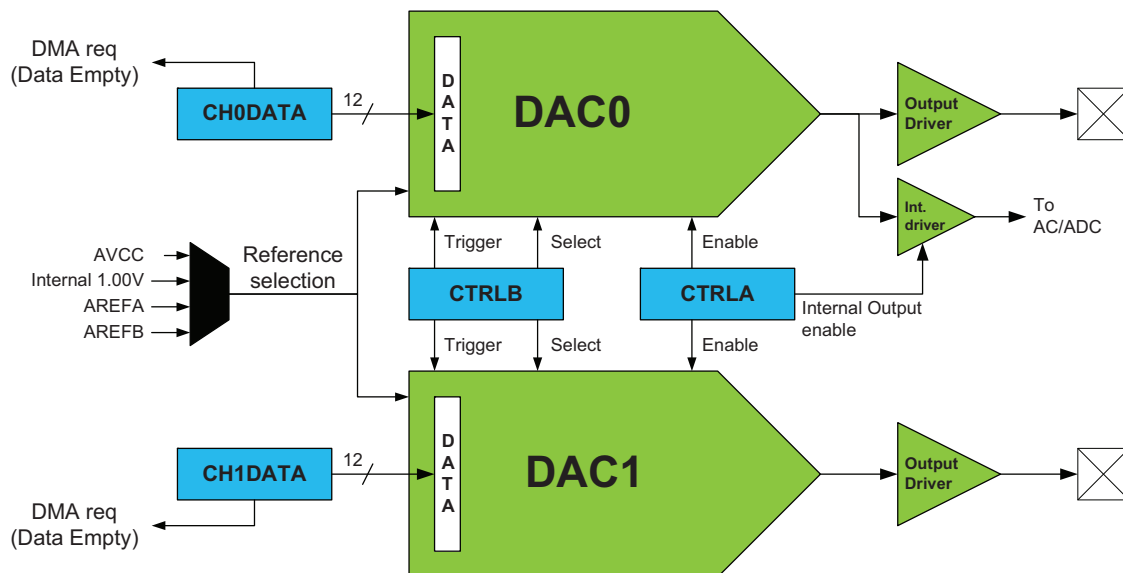 DMA req
(Data Empty)
CH0DATA
12
D
A
T
A
DAC0
Output
Driver
Int.
driver
To
AC/ADC
Trigger
Select
Enable
AVCC
Internal 1.00V
AREFA
AREFB
Reference
selection
CTRLB
CTRLA
Internal Output
enable
Trigger
Select
Enable
CH1DATA
12
D
A
T
A
DAC1
Output
Driver
DMA req
(Data Empty)